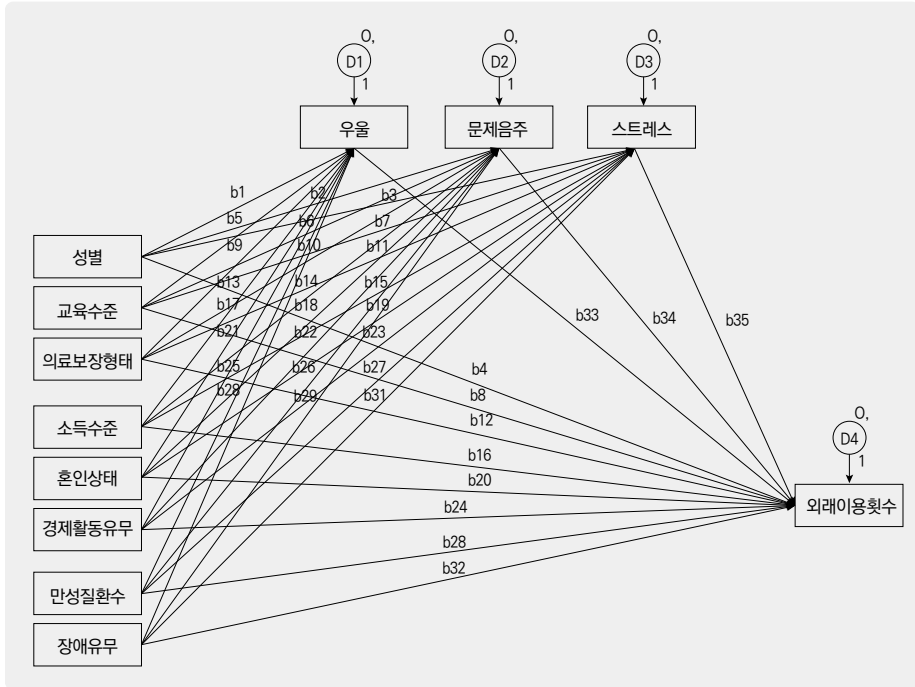 0,
0,
0,
D1
D2
D3
1
1
1
우울
문제음주
스트레스
b1
b2
b3
b5
b6
b7
b9
b10
b11
성별
b13
b14
b15
교육수준
b17
b18
b19
b33
b34
b35
b21
b22
b23
의료보장형태
b25
b26
b27
b4
b28
b29
b31
b8
b12
0,
소득수준
D4
b16
1
혼인상태
b20
b24
외래이용횟수
경제활동유무
b28
만성질환수
b32
장애유무